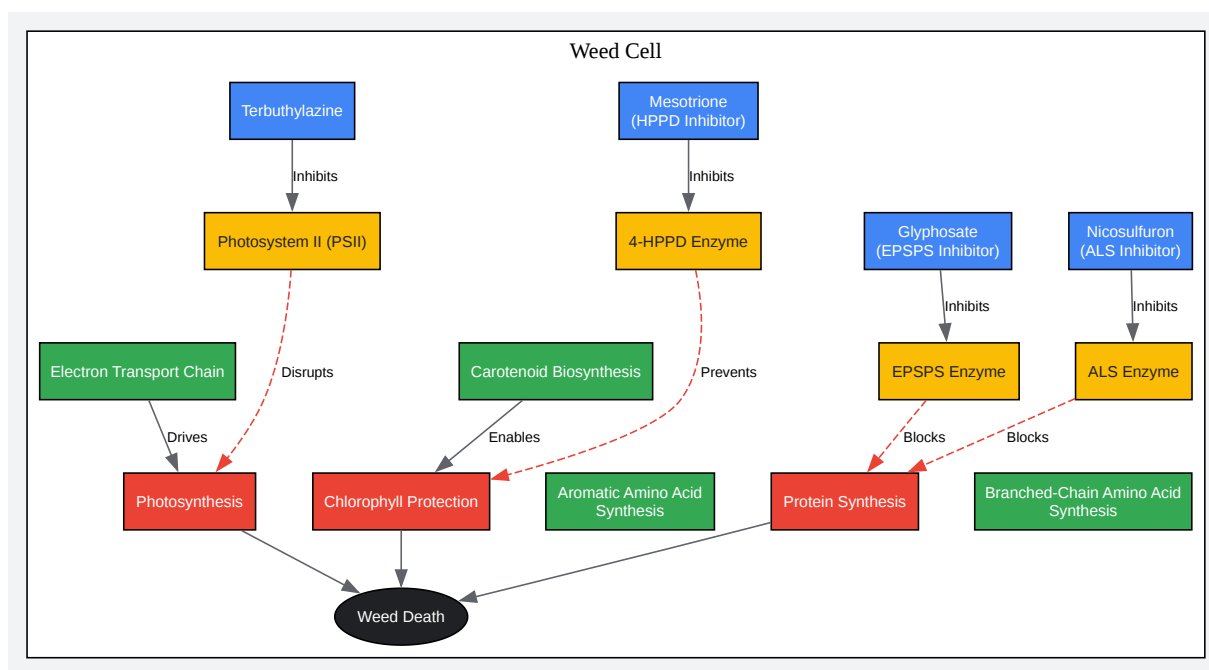 Weed Cell
Terbuthylazine
Mesotrione
(HPPD Inhibitor)
Inhibits
Inhibits
Photosystem II (PSII)
4-HPPD Enzyme
Glyphosate
(EPSPS Inhibitor)
Nicosulfuron
(ALS Inhibitor)
Inhibits
Inhibits
Electron Transport Chain
Disrupts
Carotenoid Biosynthesis
Prevents
EPSPS Enzyme
ALS Enzyme
Drives
Enables
Blocks
Blocks
Photosynthesis
Chlorophyll Protection
Aromatic Amino Acid
Synthesis
Protein Synthesis
Branched-Chain Amino Acid
Synthesis
Weed Death